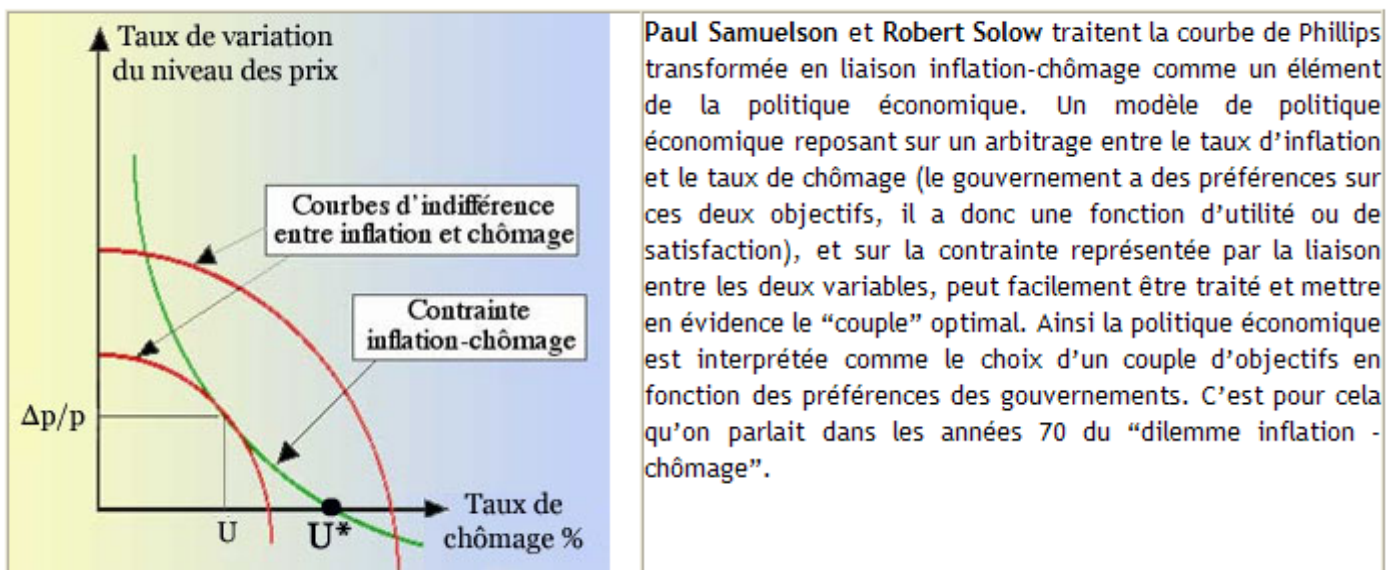 Taux de variation
du niveau des prix
Courbes d'indifférence
entre inflation et chômage
Contrainte
inflation-chômage
Δp/p
U
U*
Taux de
chômage %
Paul Samuelson et Robert Solow traitent la courbe de Phillips
transformée en liaison inflation-chômage comme un élément
de la politique économique. Un modèle de politique
économique reposant sur un arbitrage entre le taux d'inflation
et le taux de chômage (le gouvernement a des préférences sur
ces deux objectifs, il a donc une fonction d'utilité ou de
satisfaction), et sur la contrainte représentée par la liaison
entre les deux variables, peut facilement être traité et mettre
en évidence le “couple” optimal. Ainsi la politique économique
est interprétée comme le choix d'un couple d'objectifs en
fonction des préférences des gouvernements. C'est pour cela
qu'on parlait dans les années 70 du “dilemme inflation -
chômage”.